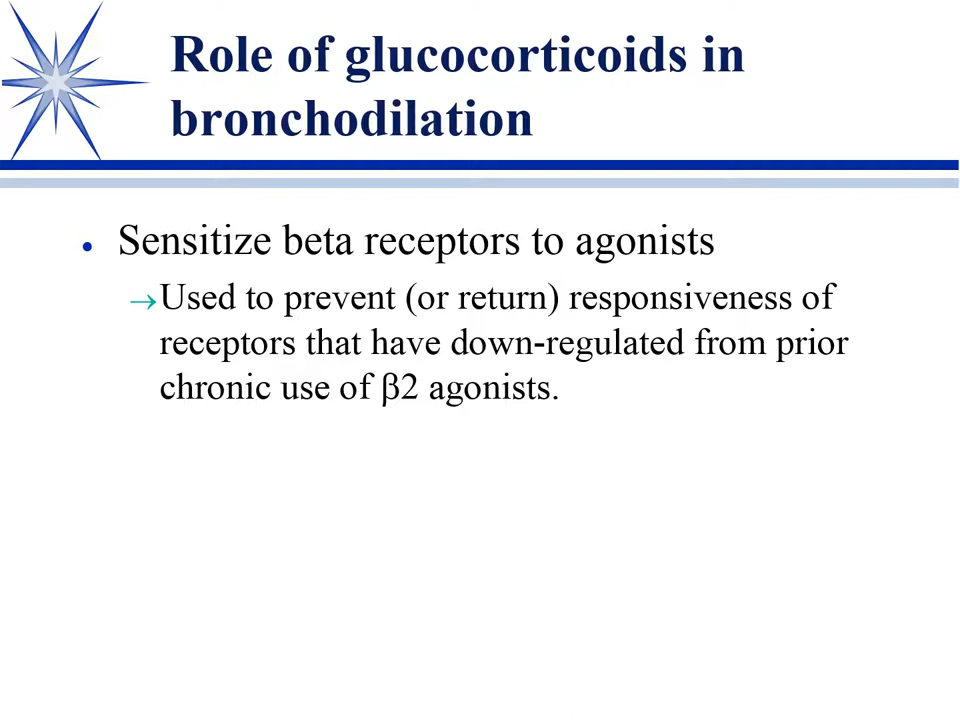 Role of glucocorticoids in
bronchodilation
• Sensitize beta receptors to agonists
→Used to prevent (or return) responsiveness of
receptors that have down-regulated from prior
chronic use of β2 agonists.